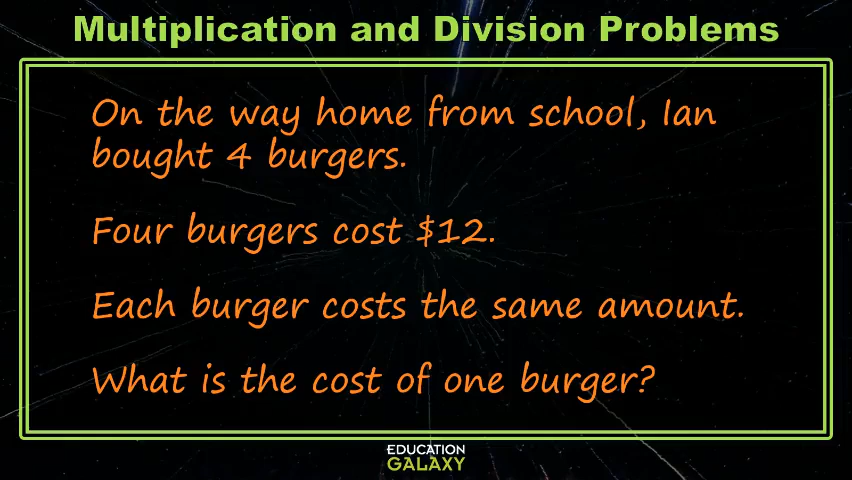 Multiplication and Division Problems
On the way home from school, Ian
bought 4 burgers.
Four burgers cost $12.
Each burger costs the same amount.
What is the cost of one burger?
EDUCATION
GALAXY